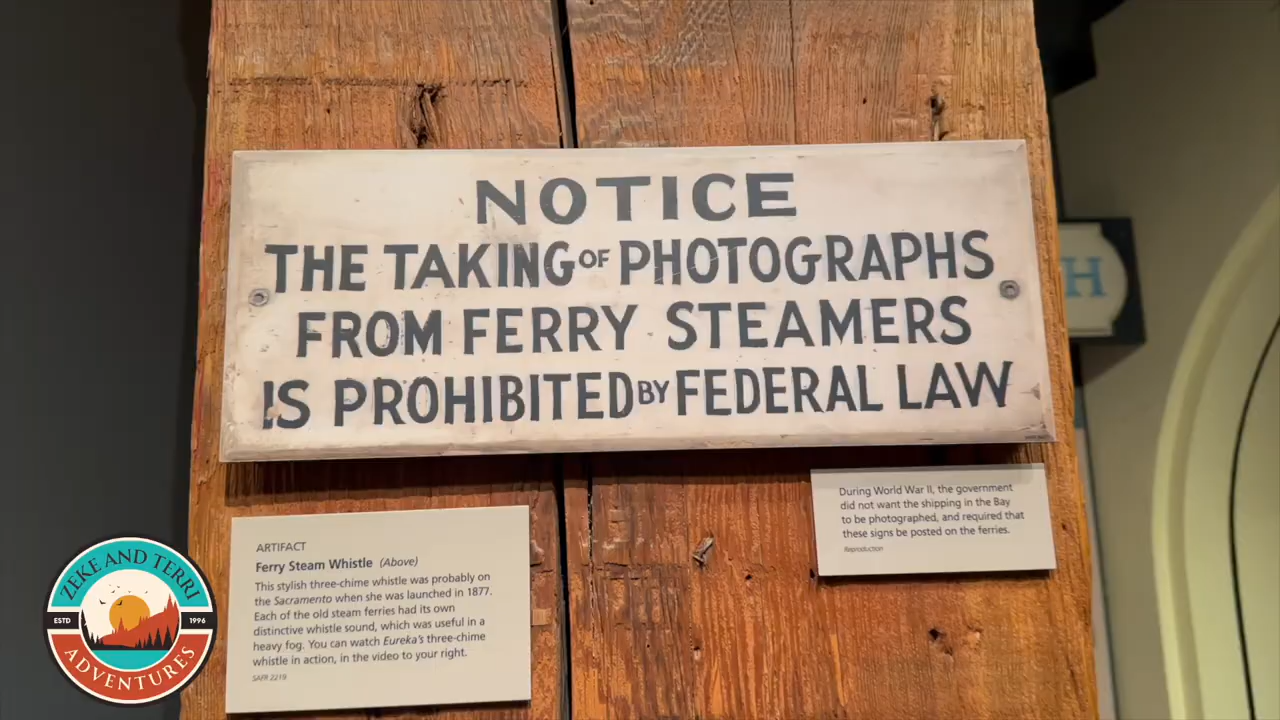 NOTICE
THE TAKING OF PHOTOGRAPHS
FROM FERRY STEAMERS
IS PROHIBITED BY FEDERAL LAW
H
During World War II, the government
did not want the shipping in the Bay
to be photographed, and required that
these signs be posted on the ferries.
Reproduction
ARTIFACT
Ferry Steam Whistle (Above)
This stylish three-chime whistle was probably on
the Sacramento when she was launched in 1877.
Each of the old steam ferries had its own
distinctive whistle sound, which was useful in a
heavy fog. You can watch Eureka's three-chime
whistle in action, in the video to your right.
SAFR 2219
ZEKE AND TERRI
ESTD 1996
ADVENTURES